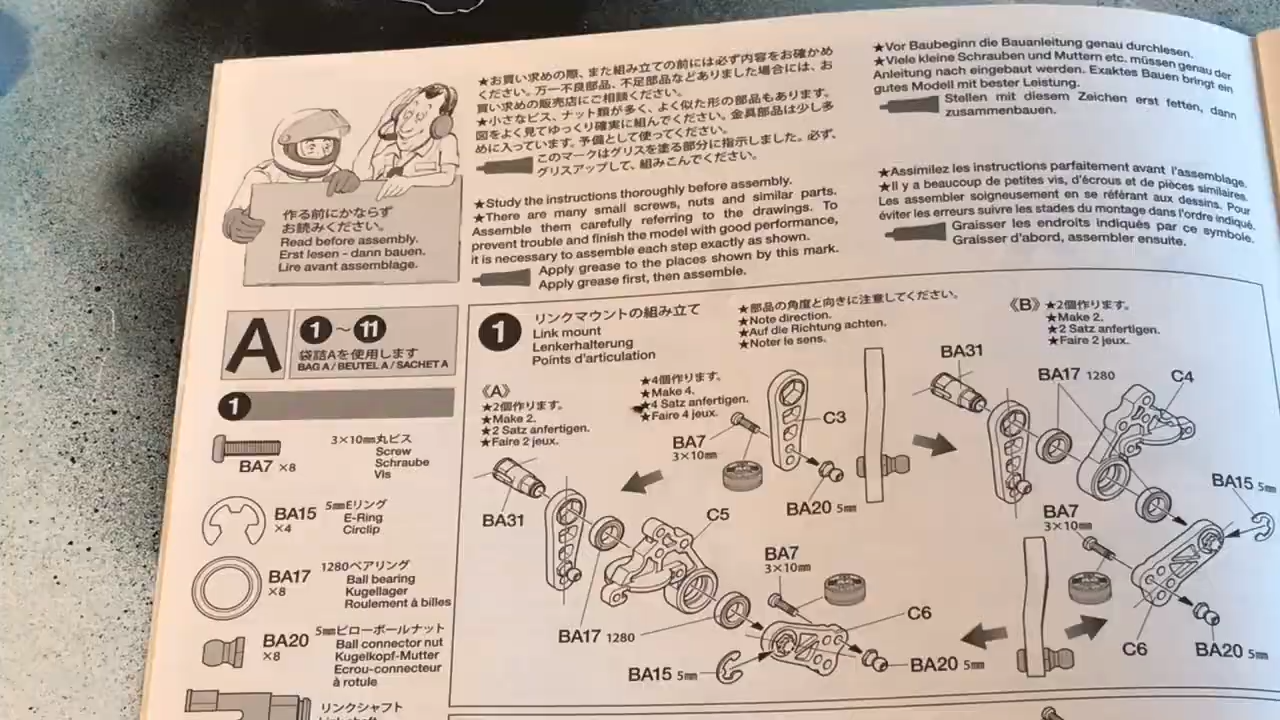 ★お買い求めの際、また組み立ての前には必ず内容をお確かめ
ください。万一不良部品、不足部品などありました場合には、お
買い求めの販売店にご相談ください。
★小さなビス、ナット類が多く、よく似た形の部品もあります。
図をよく見てゆっくり確実に組んでください。金具部品は少し多
めに入っています。予備として使ってください。
このマークはグリスを塗る部分に指示しました。必ず、
グリスアップして、組みこんでください。
★Study the instructions thoroughly before assembly.
★There are many small screws, nuts and similar parts.
Assemble them carefully referring to the drawings. To
prevent trouble and finish the model with good performance,
it is necessary to assemble each step exactly as shown.
Apply grease to the places shown by this mark.
Apply grease first, then assemble.
★Vor Baubeginn die Bauanleitung genau durchlesen.
★Viele kleine Schrauben und Muttern etc. müssen genau der
Anleitung nach eingebaut werden. Exaktes Bauen bringt ein
gutes Modell mit bester Leistung.
Stellen mit diesem Zeichen erst fetten, dann
zusammenbauen.
★Assimilez les instructions parfaitement avant l'assemblage.
★Il y a beaucoup de petites vis, d'écrous et de pièces similaires.
Les assembler soigneusement en se référant aux dessins. Pour
éviter les erreurs suivre les stades du montage dans l'ordre indiqué.
Graisser les endroits indiqués par ce symbole.
Graisser d'abord, assembler ensuite.
作る前にかならず
お読みください。
Read before assembly.
Erst lesen - dann bauen.
Lire avant assemblage.
A
1 ~ 11
袋詰Aを使用します
BAG A / BEUTEL A / SACHET A
1
BA7 ×8
3×10㎜丸ビス
Screw
Schraube
Vis
BA15
×4
5㎜Eリング
E-Ring
Circlip
BA17
×8
1280ベアリング
Ball bearing
Kugellager
Roulement à billes
BA20
×8
5㎜ピローボールナット
Ball connector nut
Kugelkopf-Mutter
Ecrou-connecteur
à rotule
リンクシャフト
1
リンクマウントの組み立て
Link mount
Lenkerhalterung
Points d'articulation
★部品の角度と向きに注意してください。
★Note direction.
★Auf die Richtung achten.
★Noter le sens.
《A》
★2個作ります。
★Make 2.
★2 Satz anfertigen.
★Faire 2 jeux.
★4個作ります。
★Make 4.
★4 Satz anfertigen.
★Faire 4 jeux.
BA7
3×10㎜
C3
BA20 5㎜
BA31
C5
BA17 1280
BA7
3×10㎜
C6
BA15 5㎜
BA20 5㎜
《B》
★2個作ります。
★Make 2.
★2 Satz anfertigen.
★Faire 2 jeux.
BA31
BA17 1280
C4
BA15 5㎜
BA7
3×10㎜
C6
BA20 5㎜